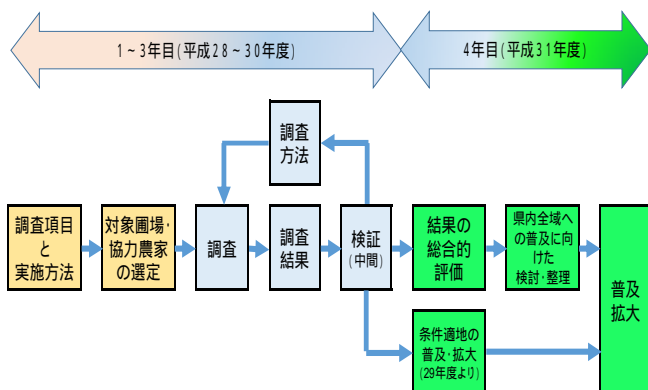 1～3年目(平成28～30年度)
4年目(平成31年度)
調査
方法
調査項目
と
実施方法
対象圃場・
協力農家
の選定
調査
調査
結果
検証
(中間)
結果の
総合的
評価
県内全域へ
の普及に向
けた
検討・整理
普及
拡大
条件適地の
普及・拡大
(29年度より)